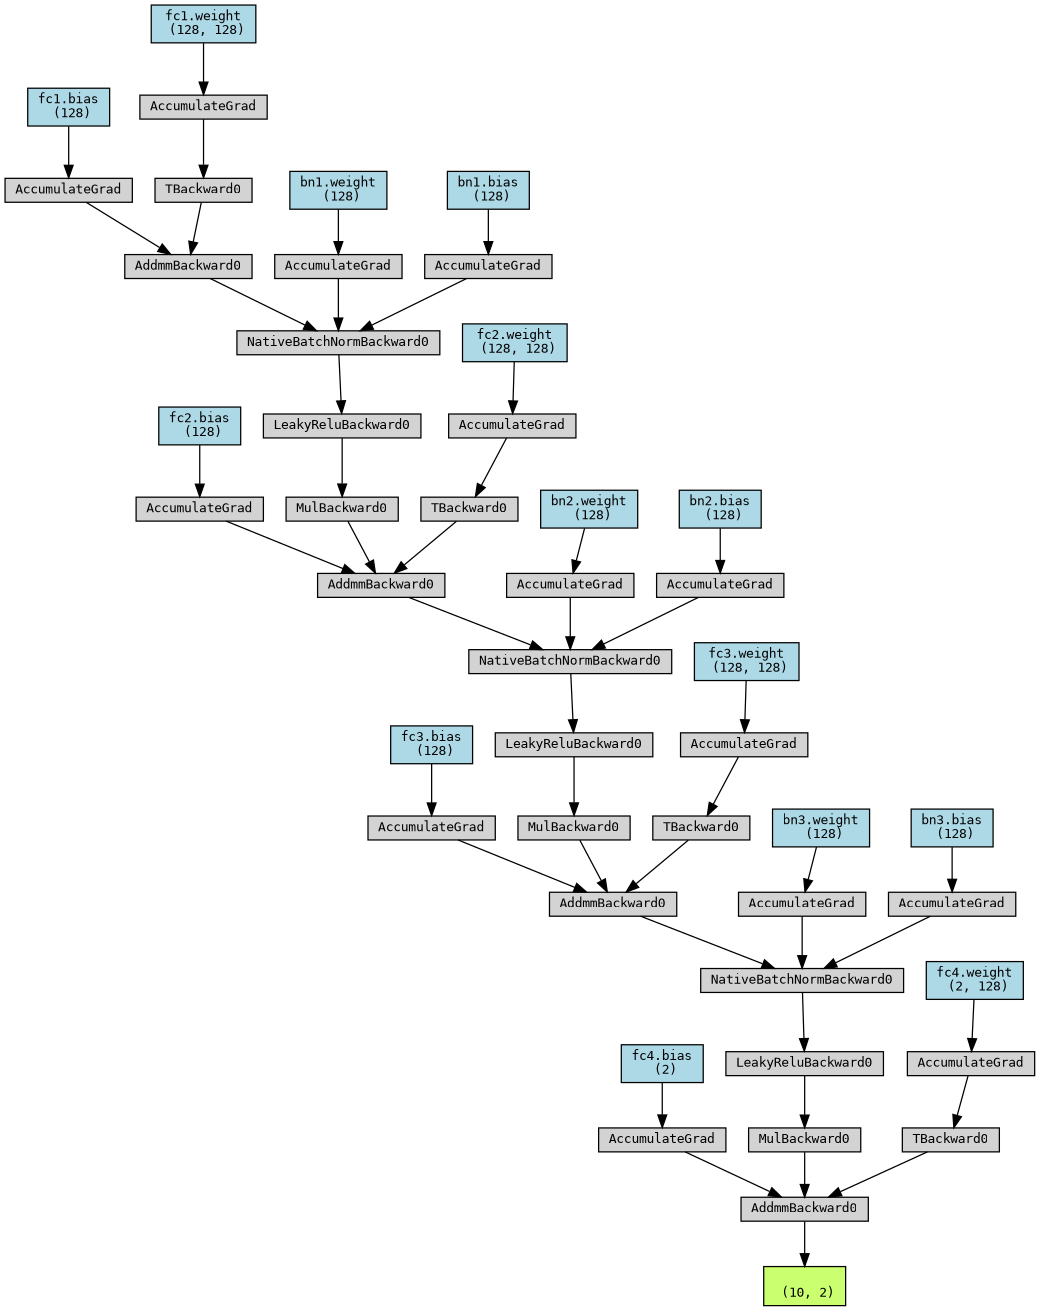 fc1.weight
(128, 128)
fc1.bias
(128)
AccumulateGrad
AccumulateGrad
TBackward0
bn1.weight
(128)
bn1.bias
(128)
AddmmBackward0
AccumulateGrad
AccumulateGrad
NativeBatchNormBackward0
fc2.weight
(128, 128)
fc2.bias
(128)
LeakyReluBackward0
AccumulateGrad
AccumulateGrad
MulBackward0
TBackward0
bn2.weight
(128)
bn2.bias
(128)
AddmmBackward0
AccumulateGrad
AccumulateGrad
NativeBatchNormBackward0
fc3.weight
(128, 128)
fc3.bias
(128)
LeakyReluBackward0
AccumulateGrad
AccumulateGrad
MulBackward0
TBackward0
bn3.weight
(128)
bn3.bias
(128)
AddmmBackward0
AccumulateGrad
AccumulateGrad
NativeBatchNormBackward0
fc4.weight
(2, 128)
fc4.bias
(2)
LeakyReluBackward0
AccumulateGrad
AccumulateGrad
MulBackward0
TBackward0
AddmmBackward0
(10, 2)